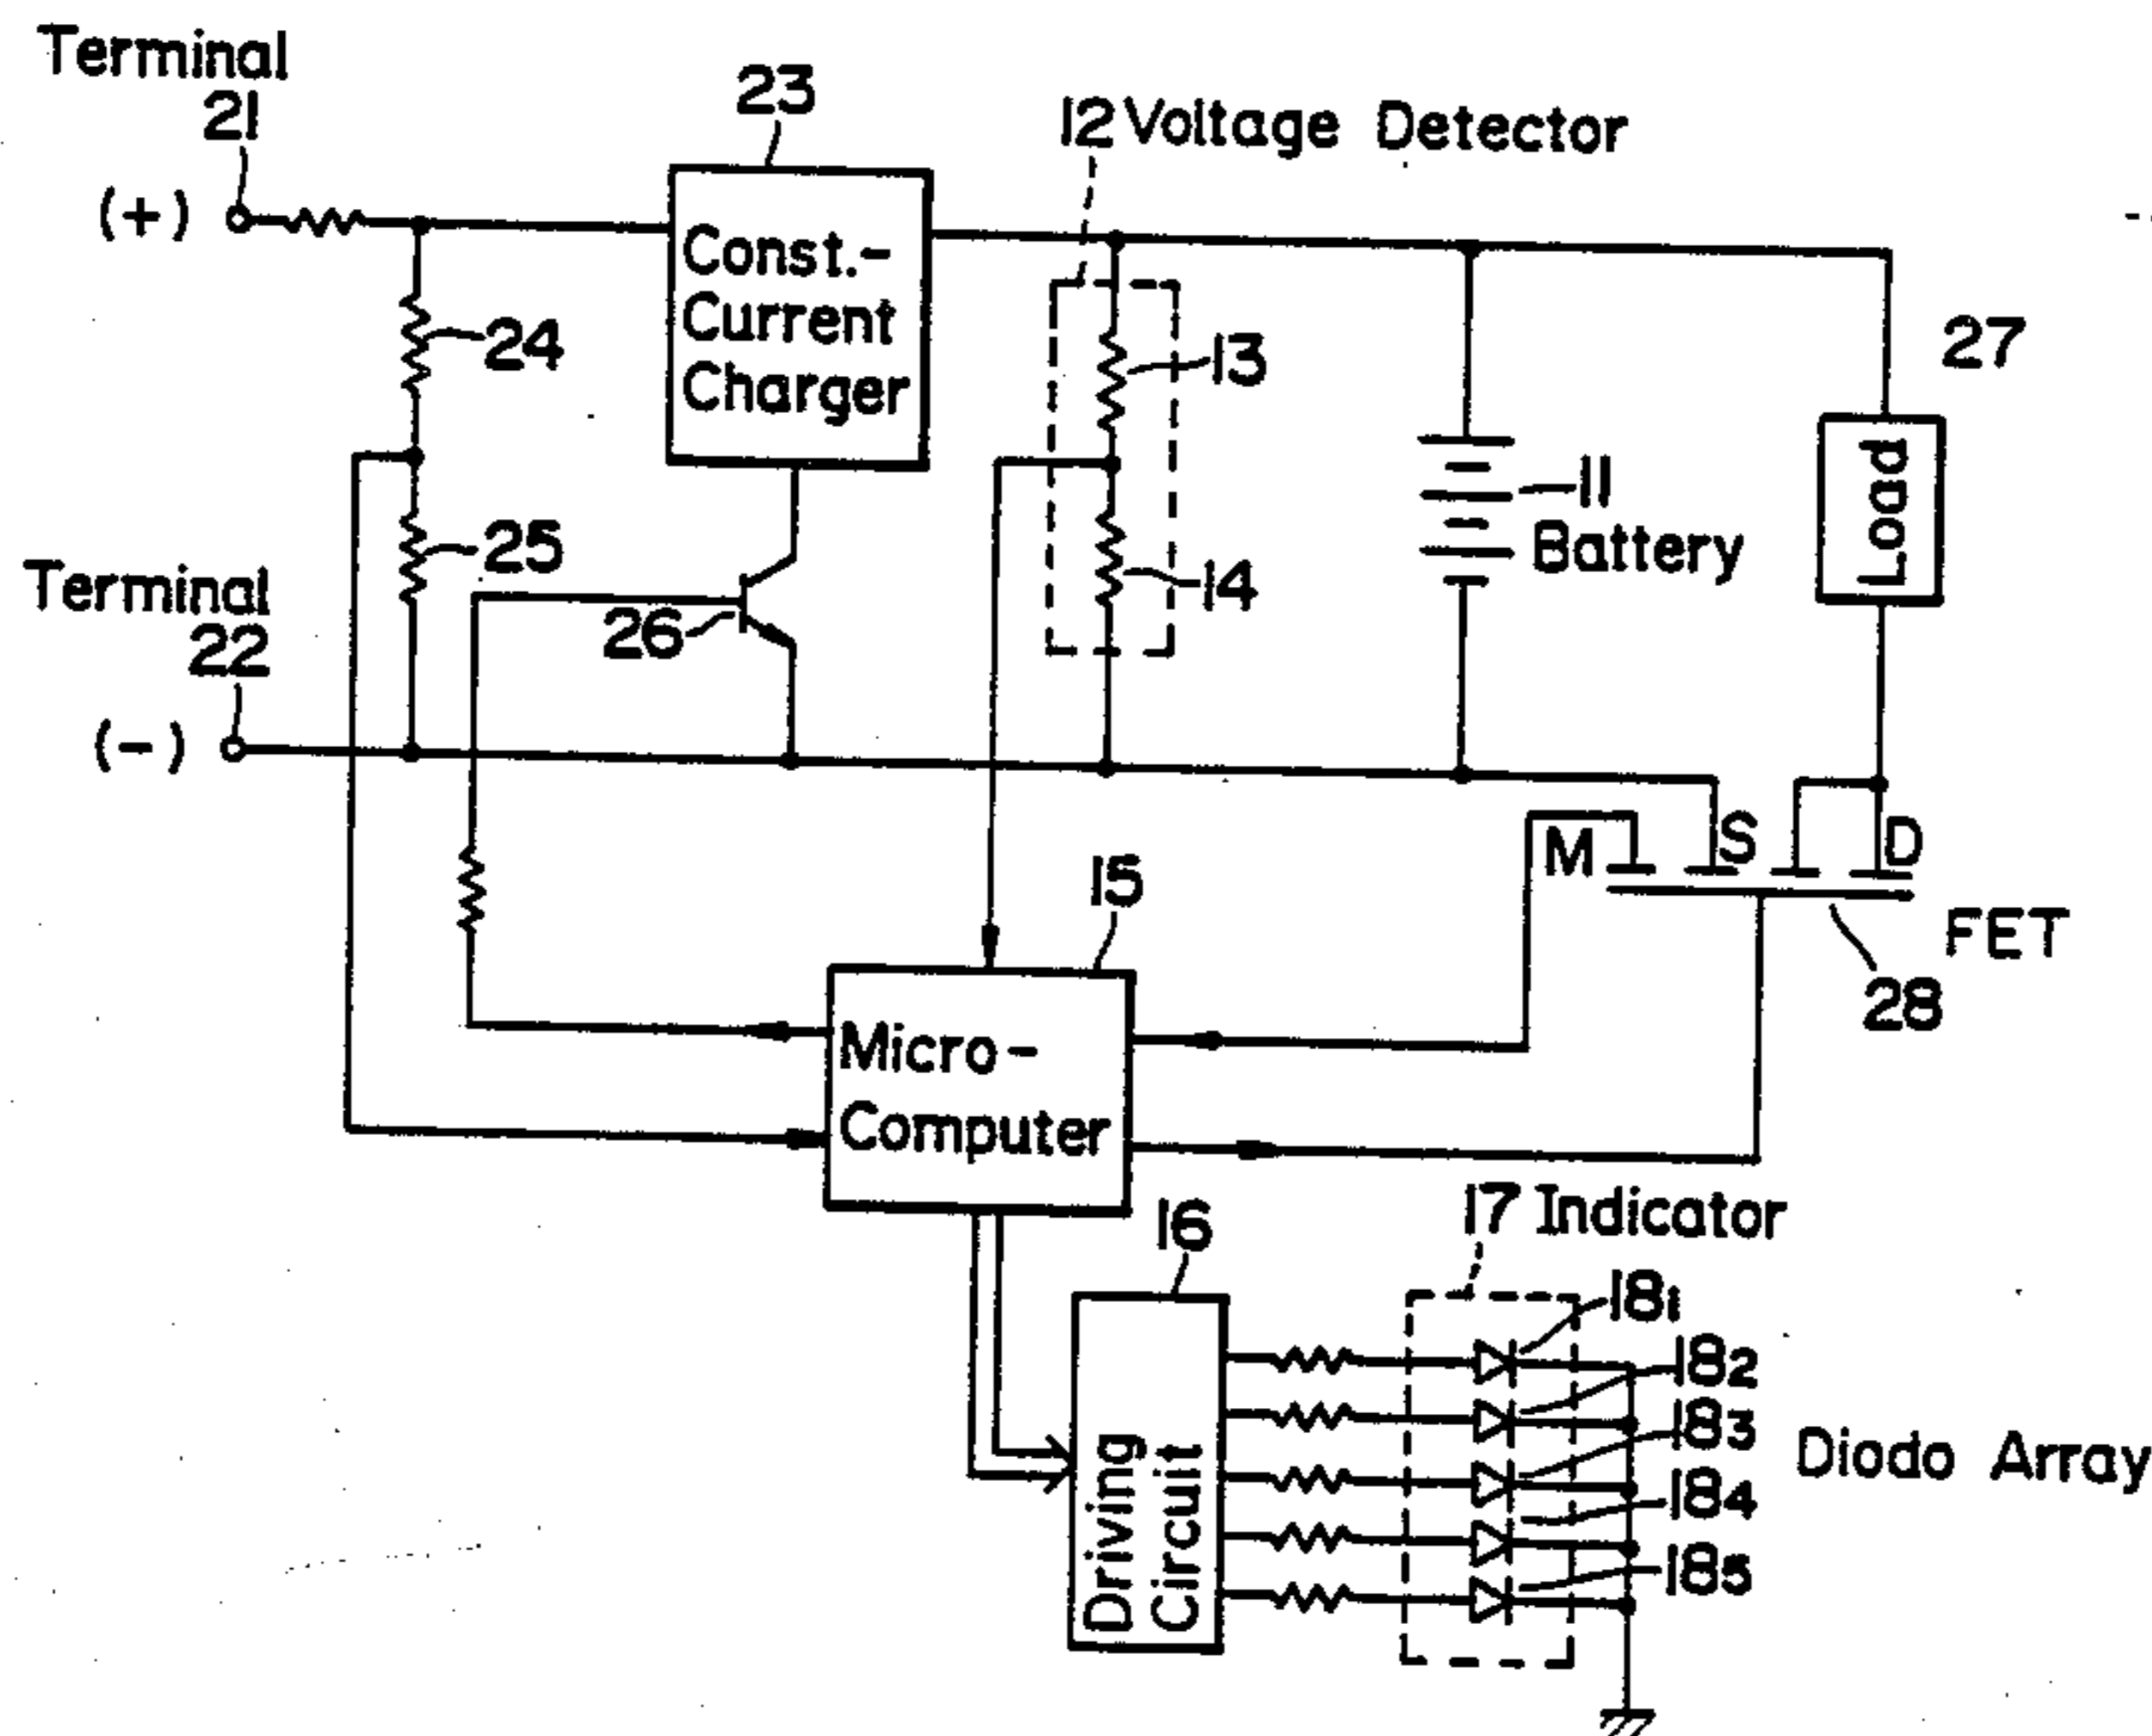 Terminal
21
(+)
23
12 Voltage Detector
Const.-
Current
Charger
24
13
27
Load
11
Battery
25
14
26
Terminal
22
(-)
M
S
D
FET
28
15
Micro-
Computer
16
17 Indicator
Driving
Circuit
181
182
183
184
185
Diodo Array